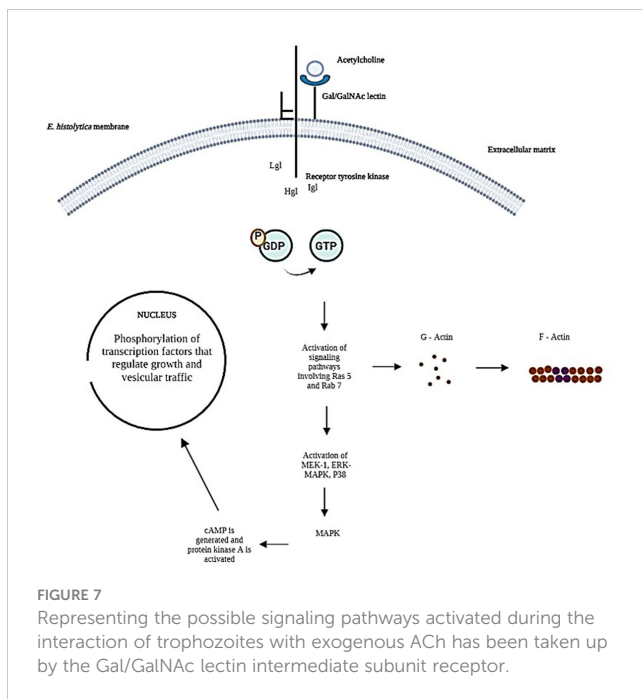 Acetylcholine
Gal/GalNAc lectin
E. histolytica membrane
Extracellular matrix
Lgl
Receptor tyrosine kinase
Hgl
Igl
P
GDP
GTP
NUCLEUS
Phosphorylation of
transcription factors that
regulate growth and
vesicular traffic
Activation of
signaling
pathways
involving Ras 5
and Rab 7
G - Actin
F - Actin
Activation of
MEK-1, ERK-
MAPK, P38
MAPK
cAMP is
generated and
protein kinase A is
activated
FIGURE 7
Representing the possible signaling pathways activated during the
interaction of trophozoites with exogenous ACh has been taken up
by the Gal/GalNAc lectin intermediate subunit receptor.